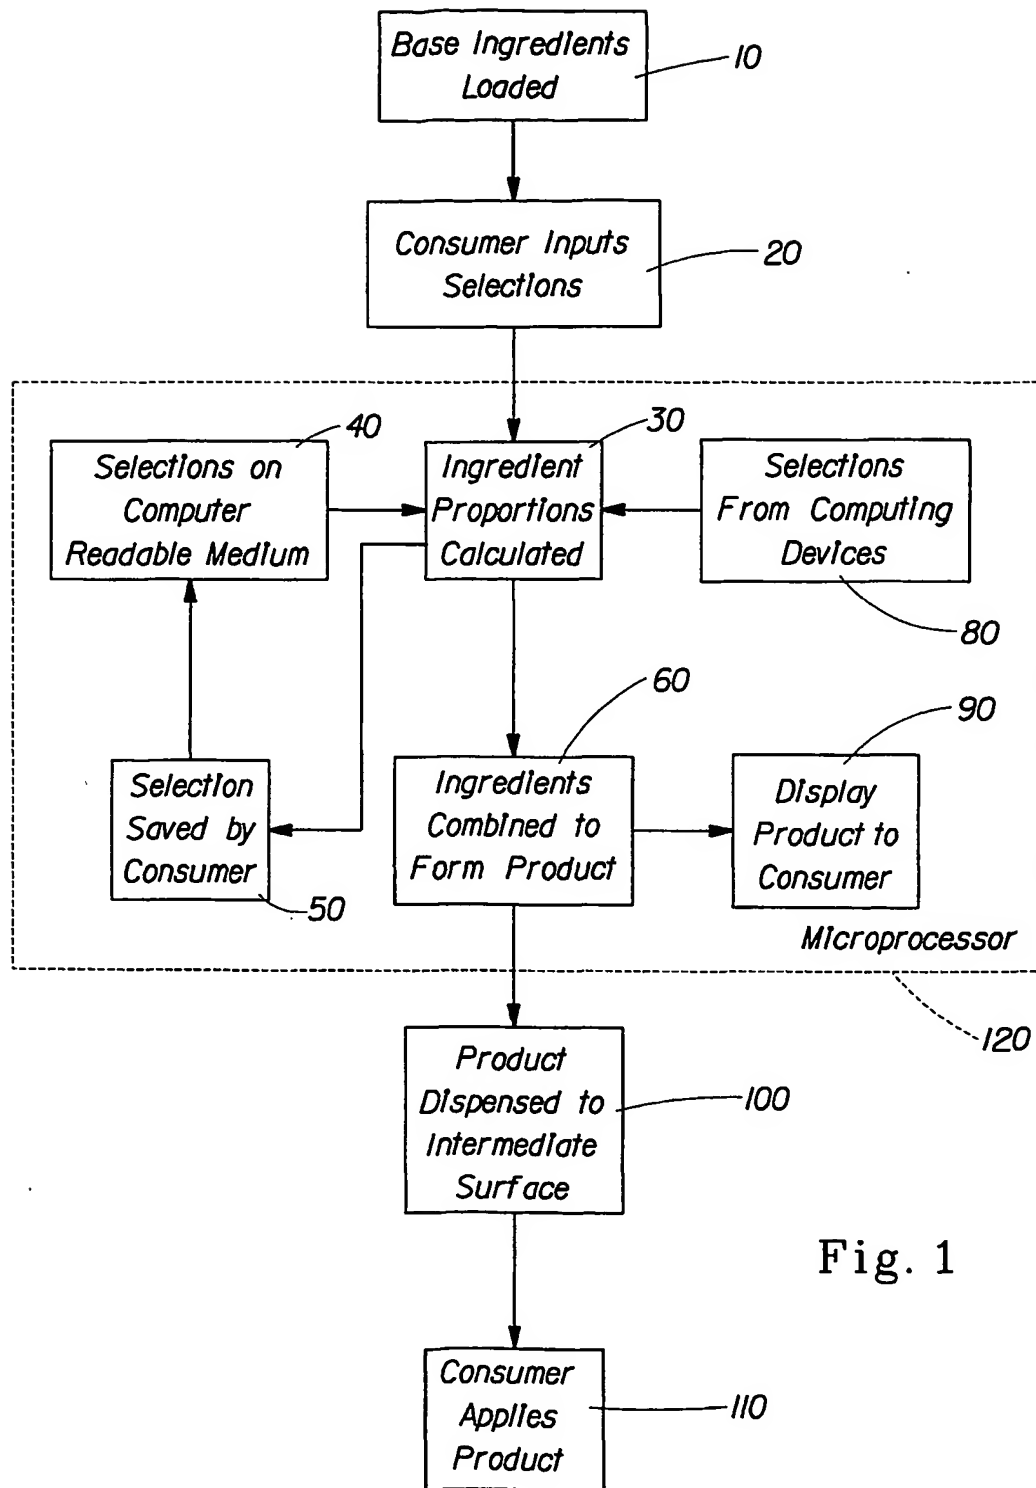 Base Ingredients
Loaded
10
Consumer Inputs
Selections
20
40
30
Selections on
Computer
Readable Medium
Ingredient
Proportions
Calculated
Selections
From Computing
Devices
80
60
90
Selection
Saved by
Consumer
50
Ingredients
Combined to
Form Product
Display
Product to
Consumer
Microprocessor
120
Product
Dispensed to
Intermediate
Surface
100
Fig. 1
Consumer
Applies
Product
110